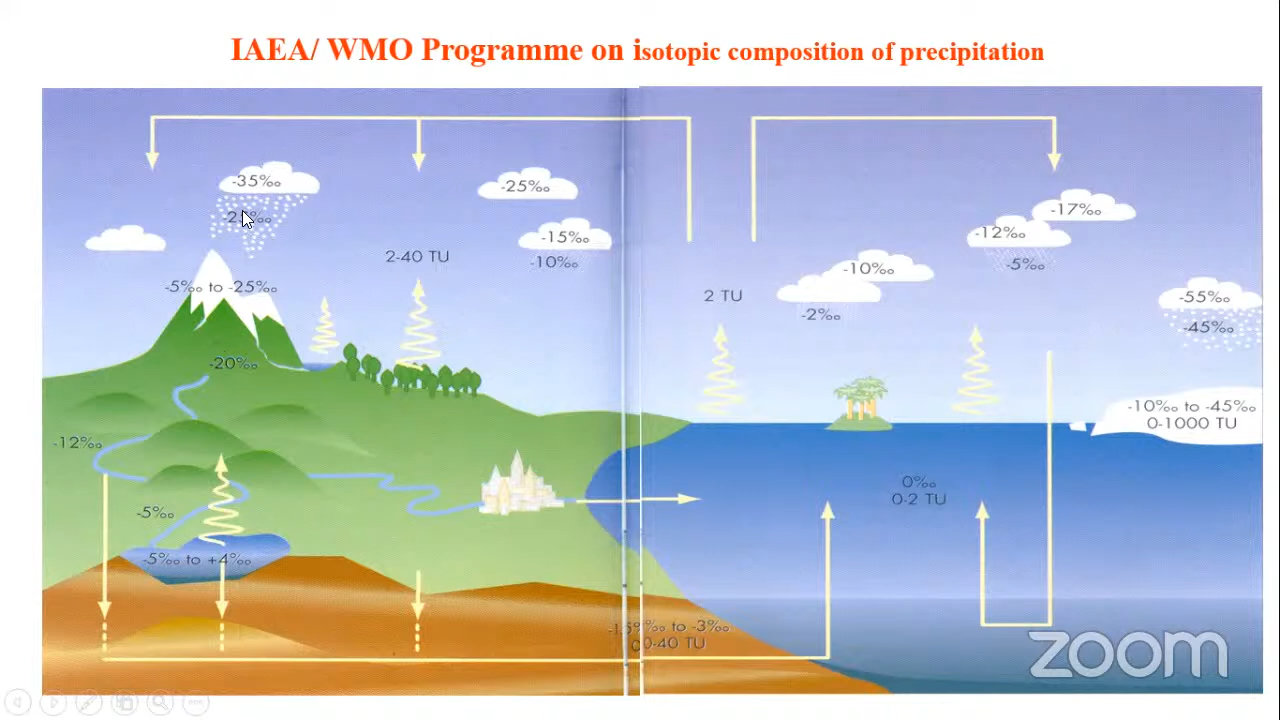 IAEA/ WMO Programme on isotopic composition of precipitation
-35‰
-25‰
-15‰
-10‰
2-40 TU
-5‰ to -25‰
-20‰
-12‰
-5‰
-5‰ to +4‰
-17‰
-12‰
-5‰
-10‰
-2‰
2 TU
-55‰
-45‰
-10‰ to -45‰
0-1000 TU
0‰
0-2 TU
‰ to -3‰
0-40 TU
zoom